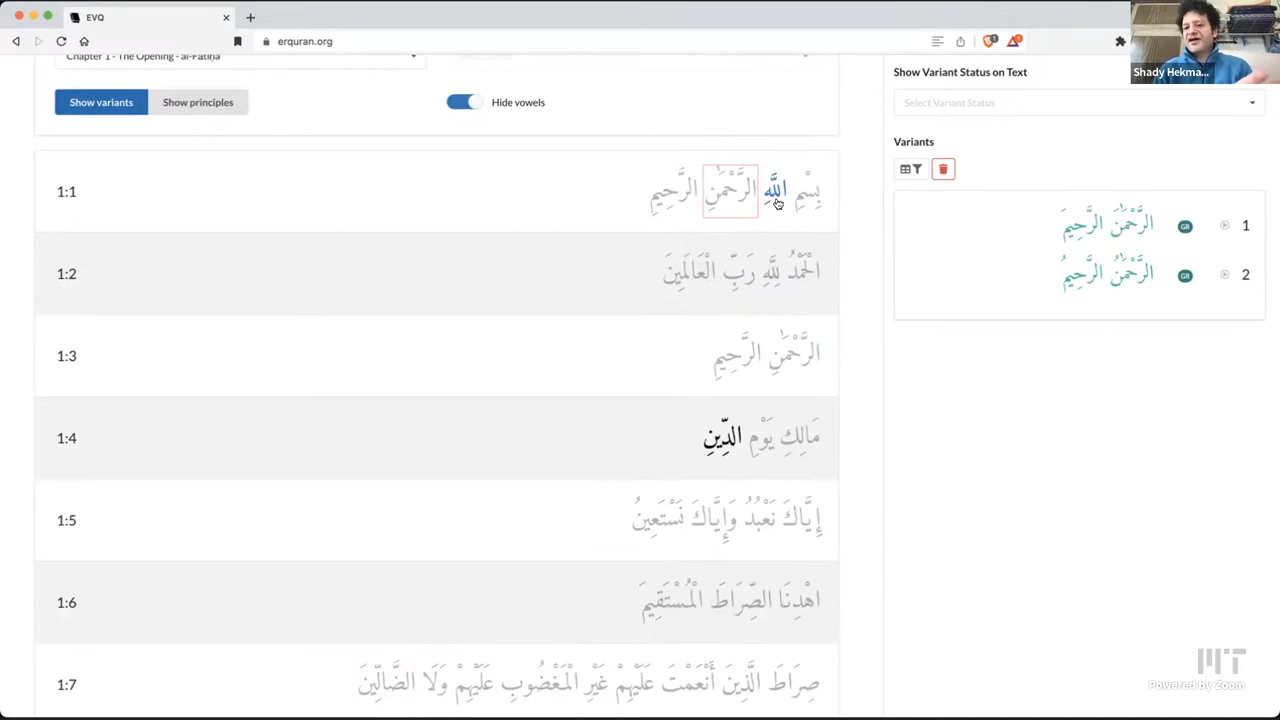 EVQ
erquran.org
Shady Hekma...
Chapter 1 - The Opening - al-Fatiha
Show variants
Show principles
Hide vowels
1:1
بِسْمِ اللَّهِ الرَّحْمَٰنِ الرَّحِيمِ
1:2
الْحَمْدُ لِلَّهِ رَبِّ الْعَالَمِينَ
1:3
الرَّحْمَٰنِ الرَّحِيمِ
1:4
مَالِكِ يَوْمِ الدِّينِ
1:5
إِيَّاكَ نَعْبُدُ وَإِيَّاكَ نَسْتَعِينُ
1:6
اهْدِنَا الصِّرَاطَ الْمُسْتَقِيمَ
1:7
صِرَاطَ الَّذِينَ أَنْعَمْتَ عَلَيْهِمْ غَيْرِ الْمَغْضُوبِ عَلَيْهِمْ وَلَا الضَّالِّينَ
Show Variant Status on Text
Select Variant Status
Variants
الرَّحْمَٰنَ الرَّحِيمَ GR 1
الرَّحْمَٰنُ الرَّحِيمُ GR 2
MIT
Powered by Zoom